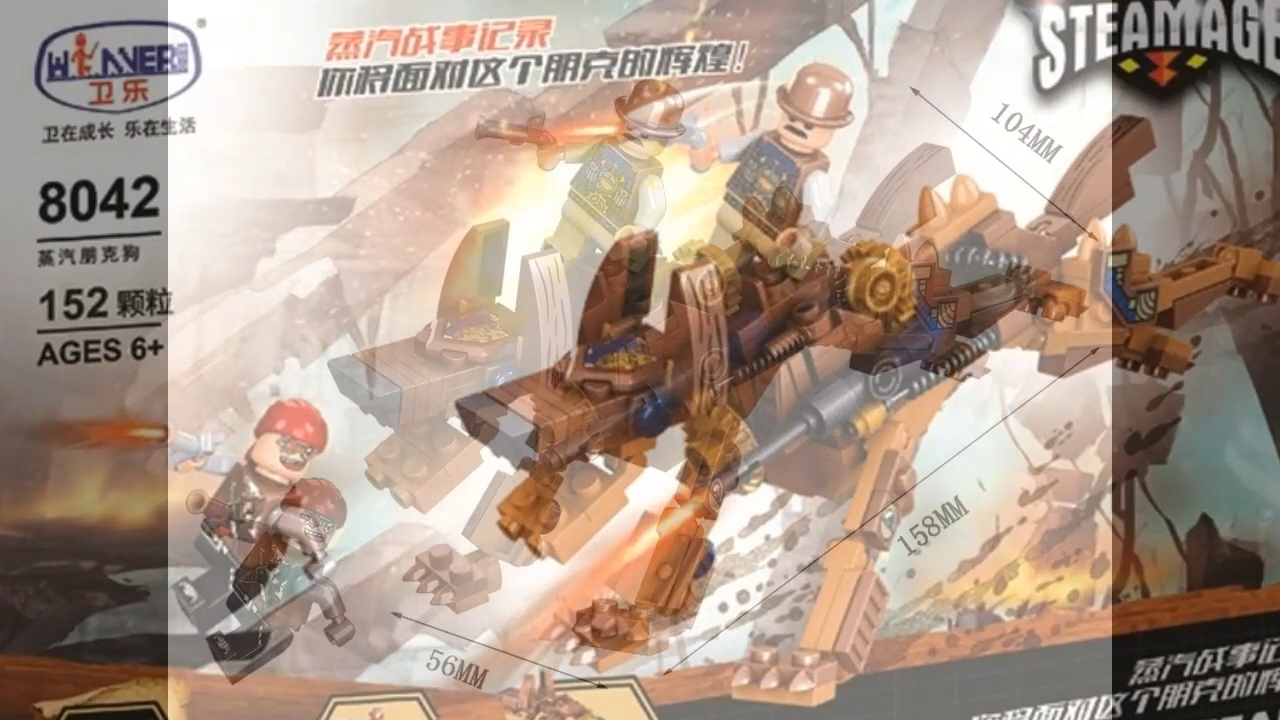 WINNER®
卫乐
卫在成长 乐在生活
8042
蒸汽朋克狗
152 颗粒
AGES 6+
蒸汽战事记录
你将面对这个朋克的辉煌!
STEAMAGE
104MM
158MM
56MM
蒸汽战事记
你将面对这个朋克的辉